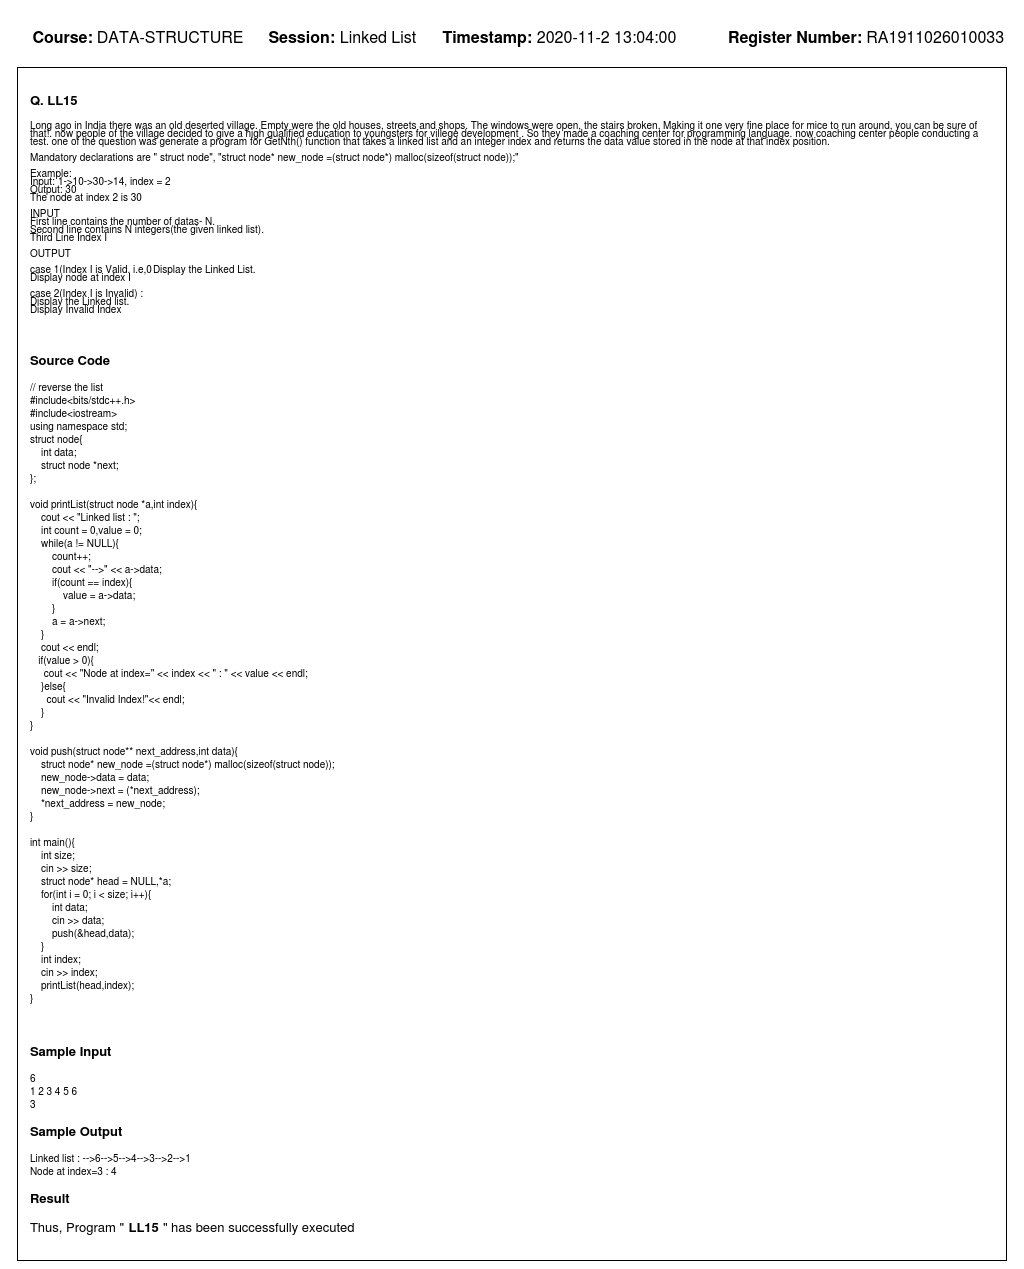 Course: DATA-STRUCTURE Session: Linked List Timestamp: 2020-11-2 13:04:00 Register Number: RA1911026010033
Q. LL15
Long ago in India there was an old deserted village. Empty were the old houses, streets and shops. The windows were open, the stairs broken. Making it one very fine place for mice to run around, you can be sure of
that!. now people of the village decided to give a high qualified education to youngsters for villege development . So they made a coaching center for programming language. now coaching center people conducting a
test. one of the question was generate a program for GetNth() function that takes a linked list and an integer index and returns the data value stored in the node at that index position.
Mandatory declarations are " struct node", "struct node* new_node =(struct node*) malloc(sizeof(struct node));"
Example:
Input: 1->10->30->14, index = 2
Output: 30
The node at index 2 is 30
INPUT
First line contains the number of datas- N.
Second line contains N integers(the given linked list).
Third Line Index I
OUTPUT
case 1(Index I is Valid, i.e,0Display the Linked List.
Display node at index I
case 2(Index I is Invalid) :
Display the Linked list.
Display Invalid Index
Source Code
// reverse the list
#include<bits/stdc++.h>
#include<iostream>
using namespace std;
struct node{
int data;
struct node *next;
};
void printList(struct node *a,int index){
cout << "Linked list : ";
int count = 0,value = 0;
while(a != NULL){
count++;
cout << "-->" << a->data;
if(count == index){
value = a->data;
}
a = a->next;
}
cout << endl;
if(value > 0){
cout << "Node at index=" << index << " : " << value << endl;
}else{
cout << "Invalid Index!"<< endl;
}
}
void push(struct node** next_address,int data){
struct node* new_node =(struct node*) malloc(sizeof(struct node));
new_node->data = data;
new_node->next = (*next_address);
*next_address = new_node;
}
int main(){
int size;
cin >> size;
struct node* head = NULL,*a;
for(int i = 0; i < size; i++){
int data;
cin >> data;
push(&head,data);
}
int index;
cin >> index;
printList(head,index);
}
Sample Input
6
1 2 3 4 5 6
3
Sample Output
Linked list : -->6-->5-->4-->3-->2-->1
Node at index=3 : 4
Result
Thus, Program " LL15 " has been successfully executed